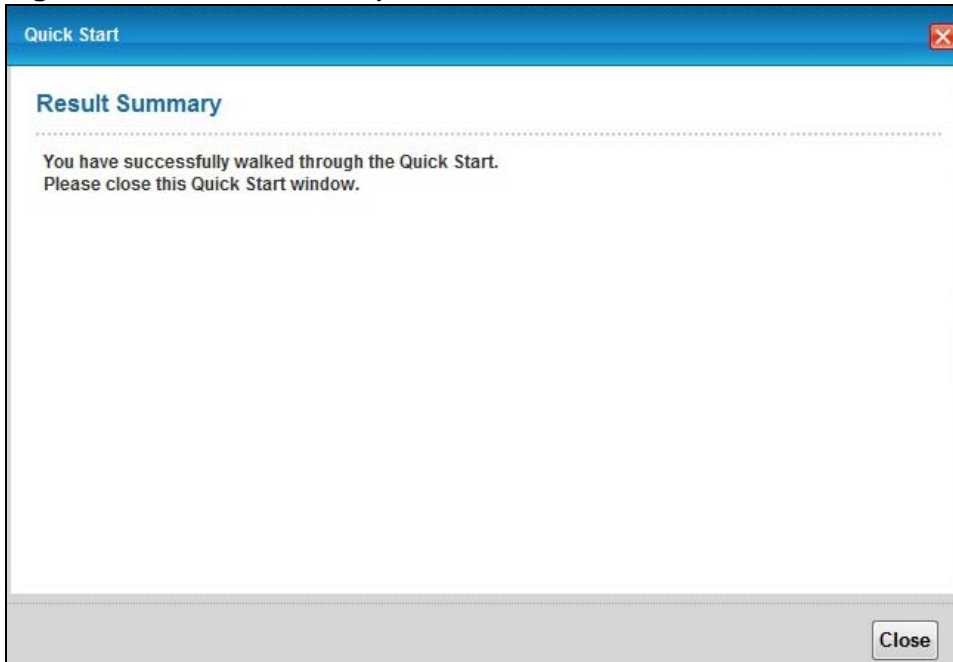 Quick Start
Result Summary
You have successfully walked through the Quick Start.
Please close this Quick Start window.
Close